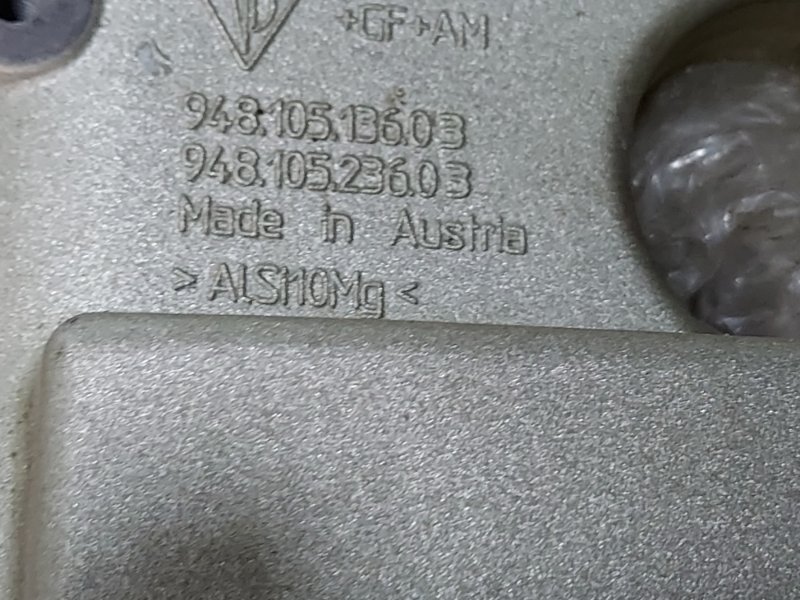 +GF+AM
948.105.136.03
948.105.236.03
Made in Austria
>AlSi10Mg<